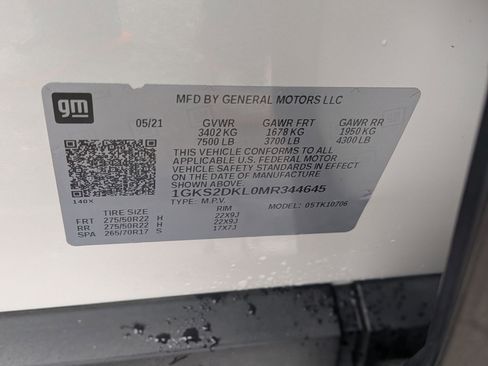 gm
MFD BY GENERAL MOTORS LLC
05/21 GVWR GAWR FRT GAWR RR
3402 KG 1678 KG 1950 KG
7500 LB 3700 LB 4300 LB
THIS VEHICLE CONFORMS TO ALL
APPLICABLE U.S. FEDERAL MOTOR
VEHICLE SAFETY STANDARDS IN EFFECT
ON THE DATE OF MANUFACTURE
SHOWN ABOVE.
1GKS2DKL0MR344645
140X TYPE: M.P.V. MODEL: 05TK10706
TIRE SIZE RIM
FRT 275/50R22 H 22X9J
RR 275/50R22 H 22X9J
SPA 265/70R17 S 17X7J